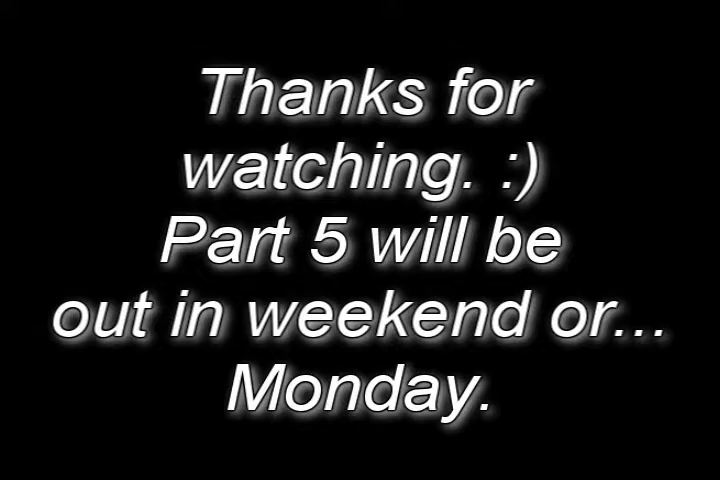 Thanks for
watching. :)
Part 5 will be
out in weekend or...
Monday.